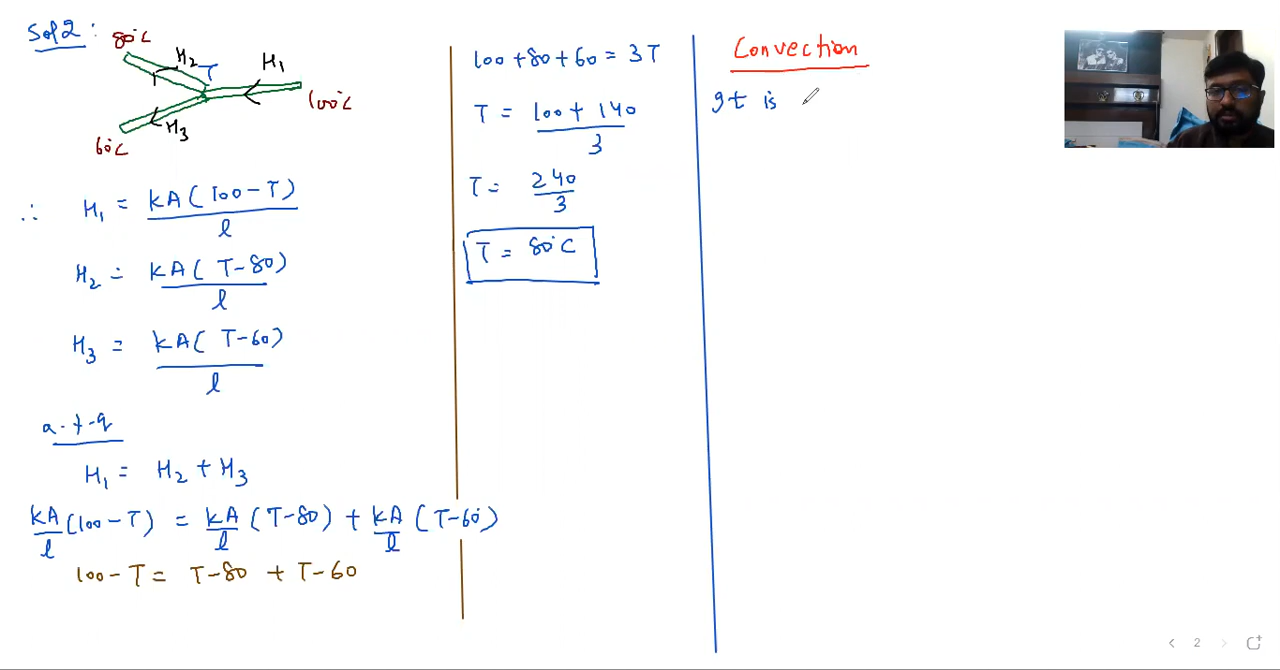 Sol 2 :
80°C
H₂
T
H₁
100°C
H₃
60°C
∴ H₁ = KA(100-T)/l
H₂ = KA(T-80)/l
H₃ = KA(T-60)/l
a-t-q
H₁ = H₂ + H₃
KA/l (100-T) = KA/l (T-80) + KA/l (T-60)
100-T = T-80 + T-60
100+80+60 = 3T
T = 100+140/3
T = 240/3
T = 80°C
Convection
It is
2